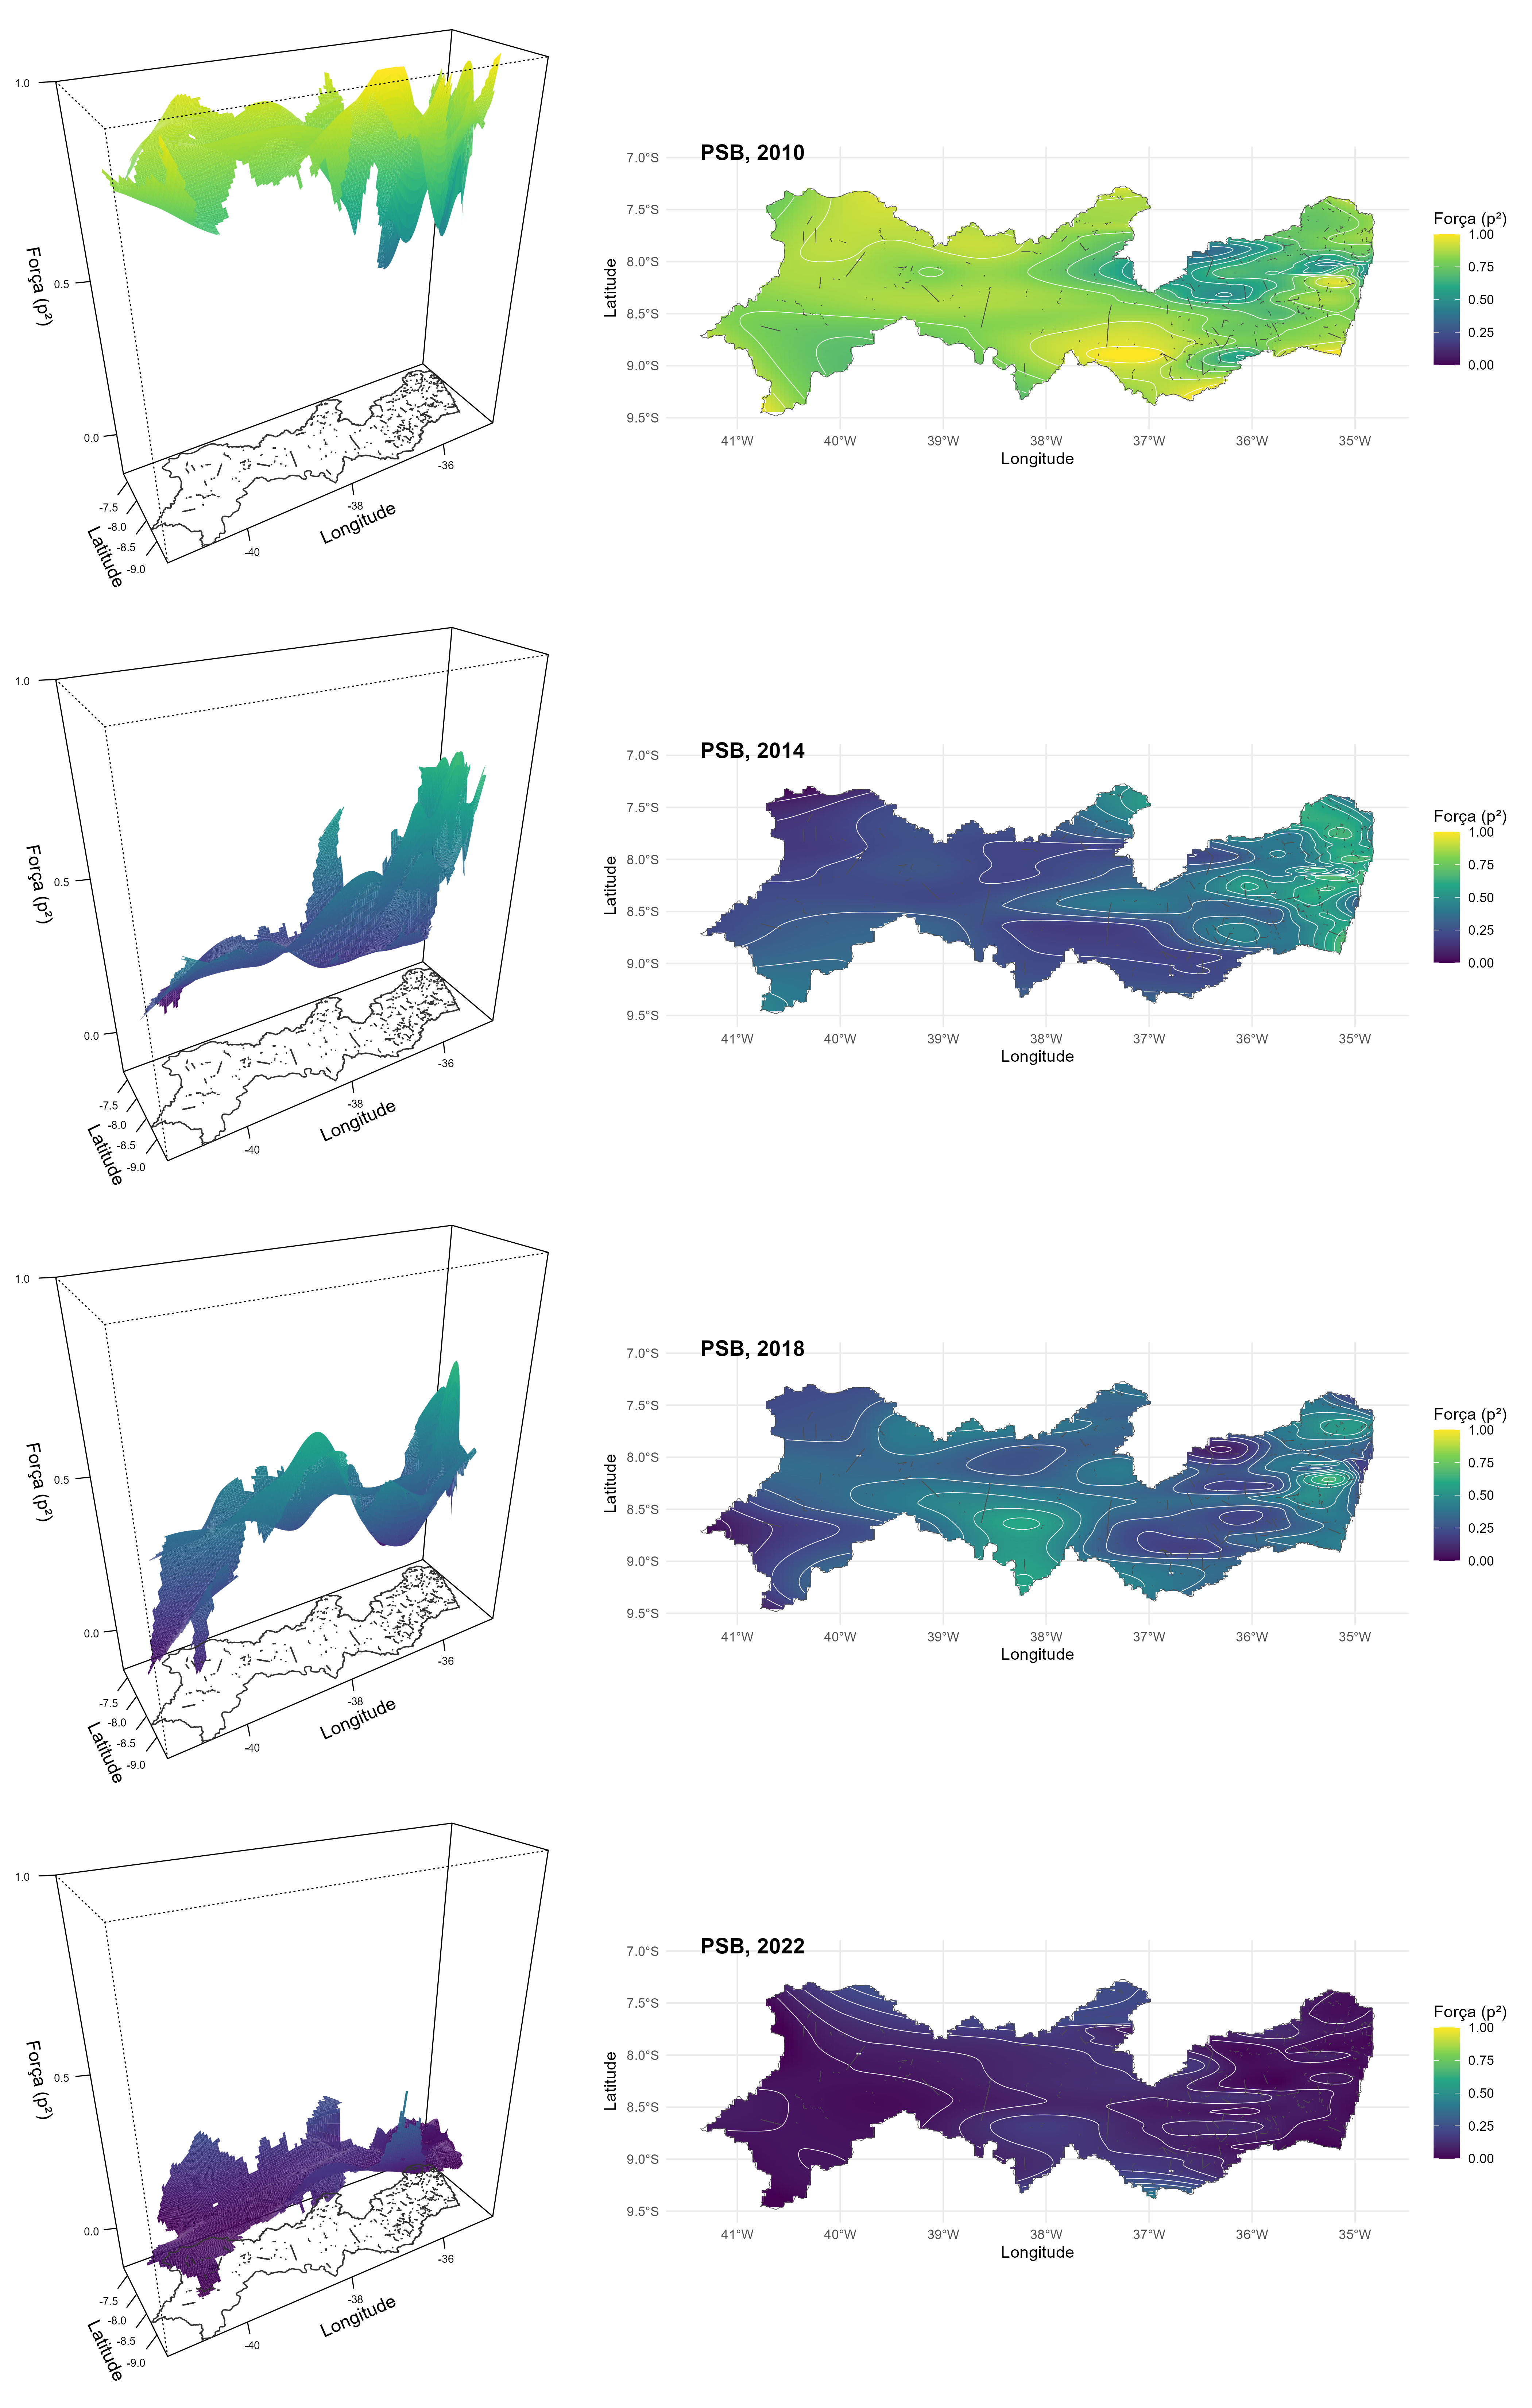 1.0
0.5
0.0
Força (p²)
-7.5
-8.0
-8.5
-9.0
Latitude
-40
-38
-36
Longitude
PSB, 2010
7.0°S
7.5°S
8.0°S
8.5°S
9.0°S
9.5°S
Latitude
41°W 40°W 39°W 38°W 37°W 36°W 35°W
Longitude
Força (p²)
1.00
0.75
0.50
0.25
0.00
1.0
0.5
0.0
Força (p²)
-7.5
-8.0
-8.5
-9.0
Latitude
-40
-38
-36
Longitude
PSB, 2014
7.0°S
7.5°S
8.0°S
8.5°S
9.0°S
9.5°S
Latitude
41°W 40°W 39°W 38°W 37°W 36°W 35°W
Longitude
Força (p²)
1.00
0.75
0.50
0.25
0.00
1.0
0.5
0.0
Força (p²)
-7.5
-8.0
-8.5
-9.0
Latitude
-40
-38
-36
Longitude
PSB, 2018
7.0°S
7.5°S
8.0°S
8.5°S
9.0°S
9.5°S
Latitude
41°W 40°W 39°W 38°W 37°W 36°W 35°W
Longitude
Força (p²)
1.00
0.75
0.50
0.25
0.00
1.0
0.5
0.0
Força (p²)
-7.5
-8.0
-8.5
-9.0
Latitude
-40
-38
-36
Longitude
PSB, 2022
7.0°S
7.5°S
8.0°S
8.5°S
9.0°S
9.5°S
Latitude
41°W 40°W 39°W 38°W 37°W 36°W 35°W
Longitude
Força (p²)
1.00
0.75
0.50
0.25
0.00